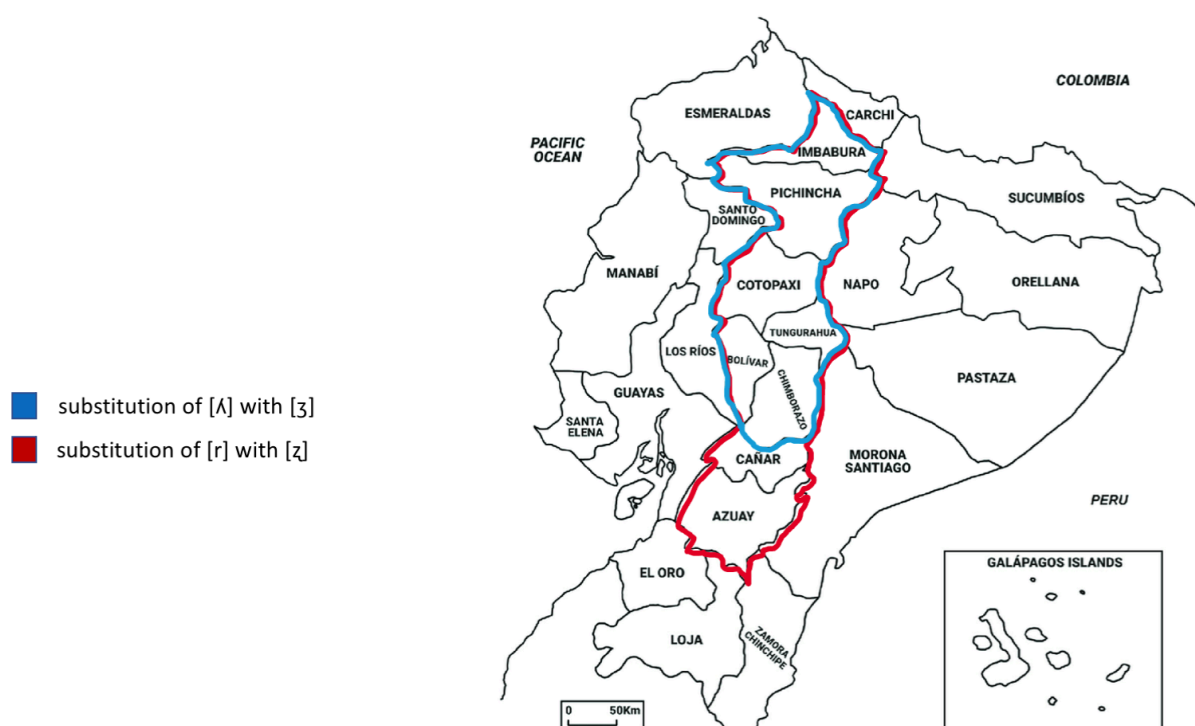 COLOMBIA
ESMERALDAS
CARCHI
PACIFIC
OCEAN
IMBABURA
PICHINCHA
SUCUMBÍOS
SANTO
DOMINGO
MANABÍ
COTOPAXI
NAPO
ORELLANA
TUNGURAHUA
LOS RÍOS
BOLÍVAR
CHIMBORAZO
PASTAZA
GUAYAS
substitution of [ʎ] with [ʒ]
SANTA
ELENA
substitution of [r] with [ʐ]
CAÑAR
MORONA
SANTIAGO
PERU
AZUAY
GALÁPAGOS ISLANDS
EL ORO
LOJA
ZAMORA
CHINCHIPE
0 50Km